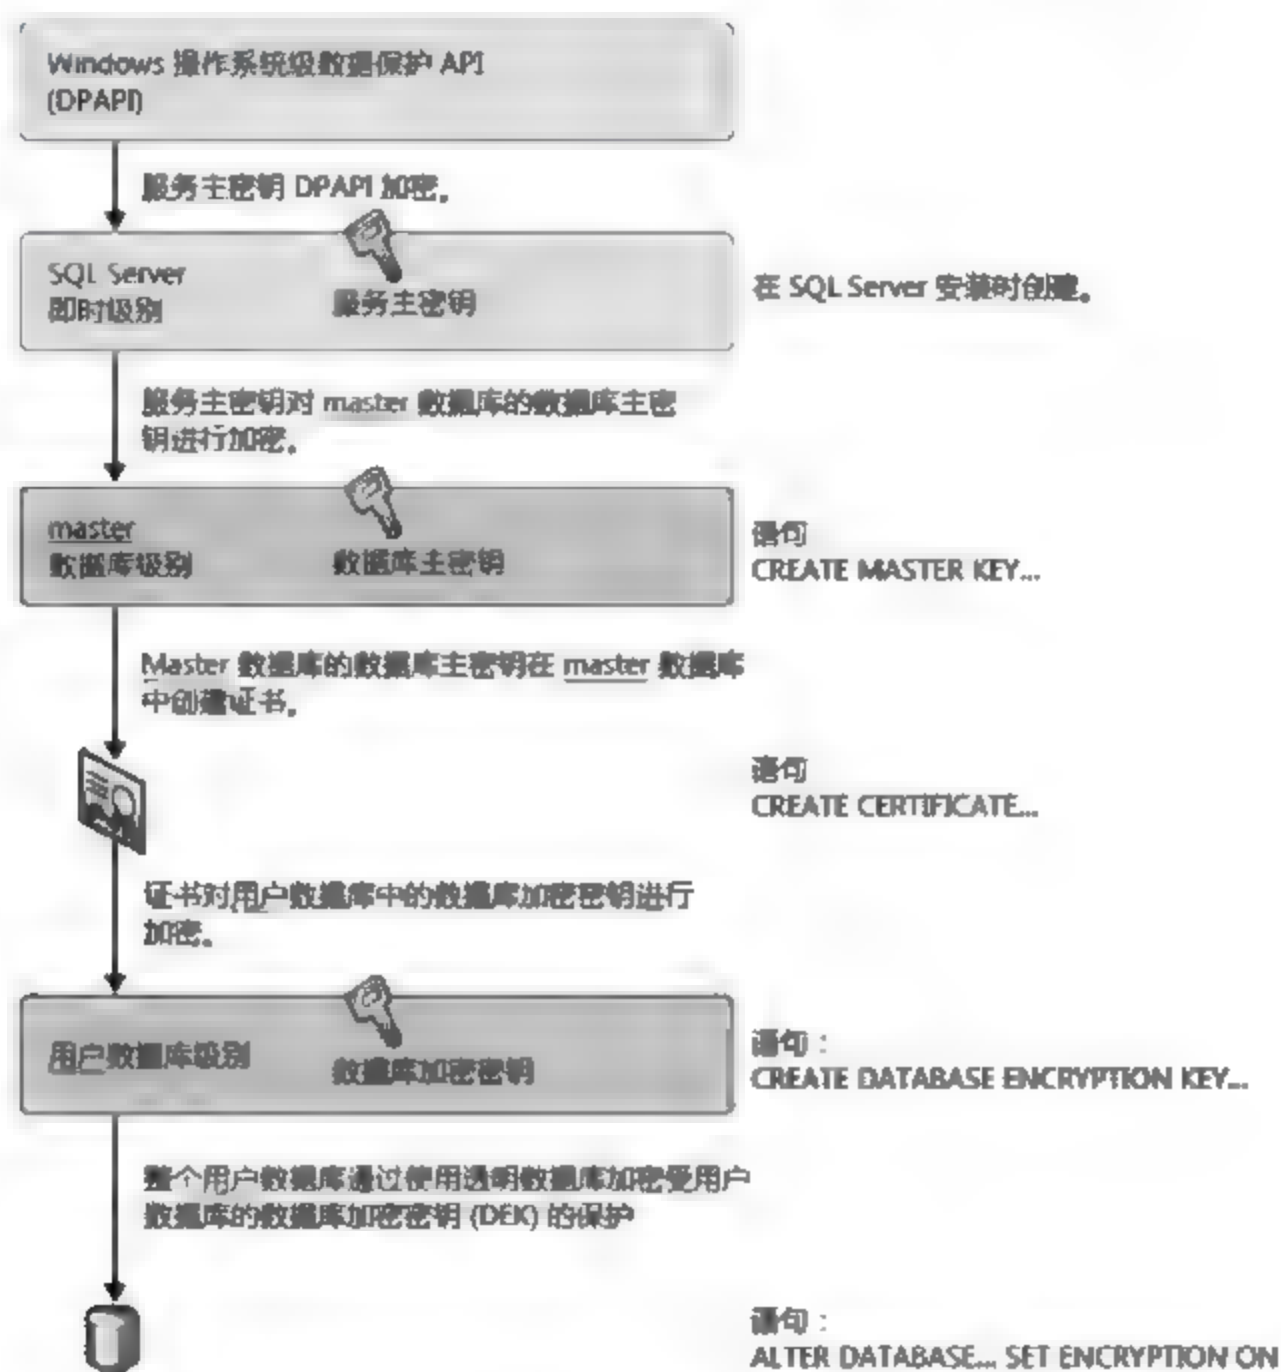 Windows 操作系统级数据保护 API
(DPAPI)
服务主密钥 DPAPI 加密。
SQL Server
即时级别
服务主密钥
在 SQL Server 安装时创建。
服务主密钥对 master 数据库的数据库主密
钥进行加密。
master
数据库级别
数据库主密钥
语句
CREATE MASTER KEY...
Master 数据库的数据库主密钥在 master 数据库
中创建证书。
语句
CREATE CERTIFICATE...
证书对用户数据库中的数据库加密密钥进行
加密。
用户数据库级别
数据库加密密钥
语句：
CREATE DATABASE ENCRYPTION KEY...
整个用户数据库通过使用透明数据库加密受用户
数据库的数据库加密密钥 (DEK) 的保护
语句：
ALTER DATABASE... SET ENCRYPTION ON